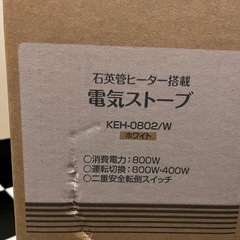 石英管ヒーター搭載
電気ストーブ
KEH-0802/W
ホワイト
○消費電力：800W
○運転切換：800W-400W
○二重安全転倒スイッチ